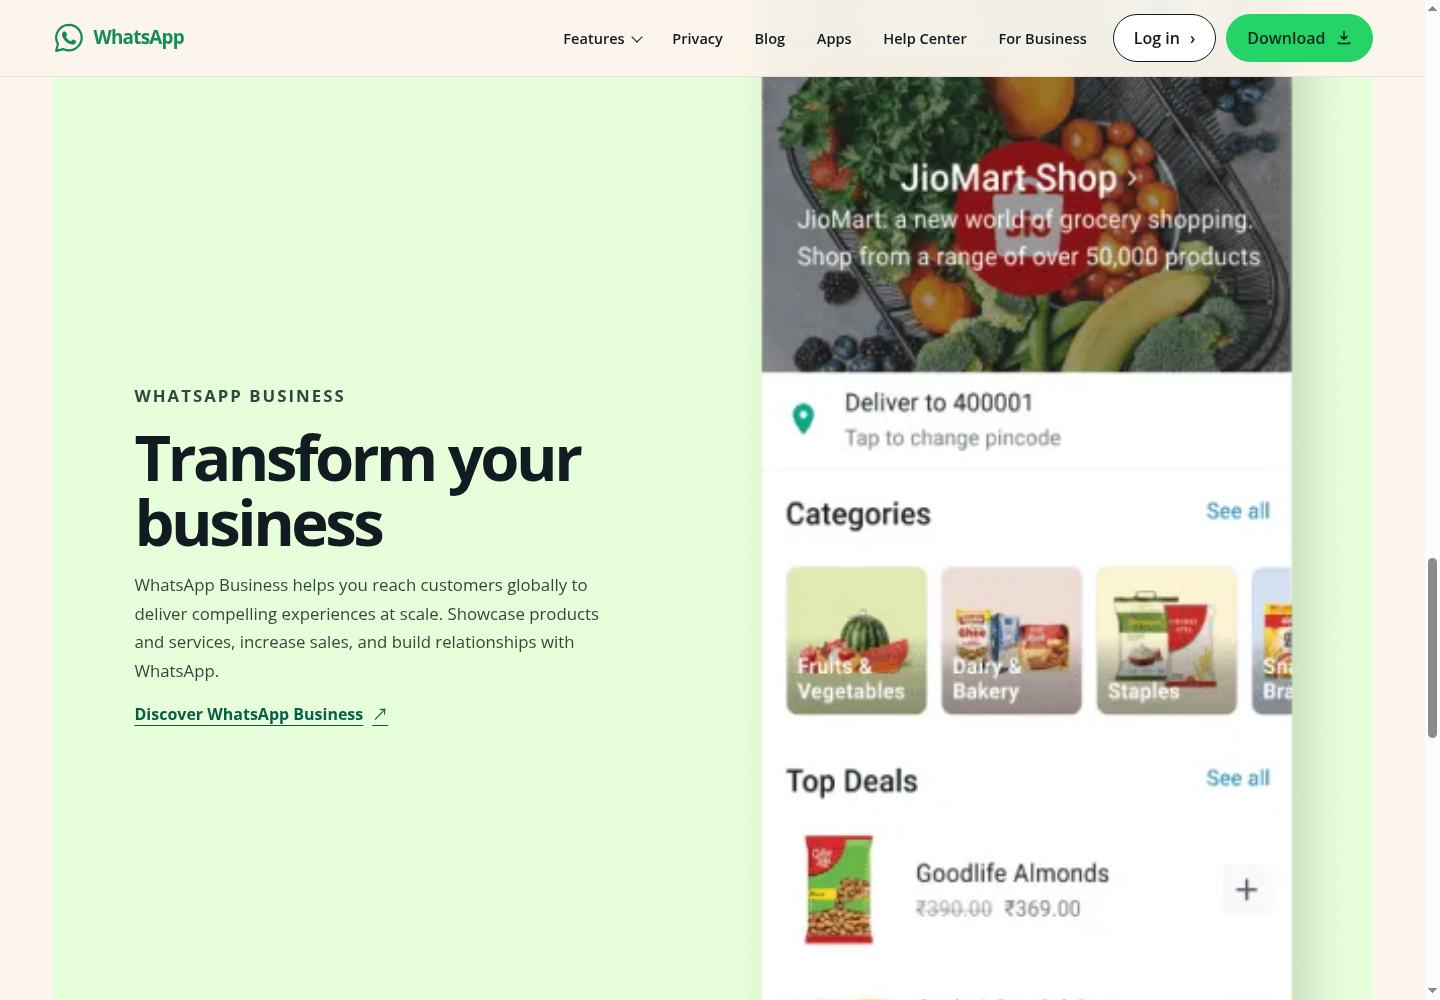 WhatsApp
Features
Privacy
Blog
Apps
Help Center
For Business
Log in ›
Download
WHATSAPP BUSINESS
Transform your
business
WhatsApp Business helps you reach customers globally to
deliver compelling experiences at scale. Showcase products
and services, increase sales, and build relationships with
WhatsApp.
Discover WhatsApp Business ↗
JioMart Shop ›
JioMart: a new world of grocery shopping.
Shop from a range of over 50,000 products
Jio
Deliver to 400001
Tap to change pincode
Categories
See all
Fruits &
Vegetables
Dairy &
Bakery
Staples
Sna
Bra
Top Deals
See all
Goodlife Almonds
₹390.00 ₹369.00